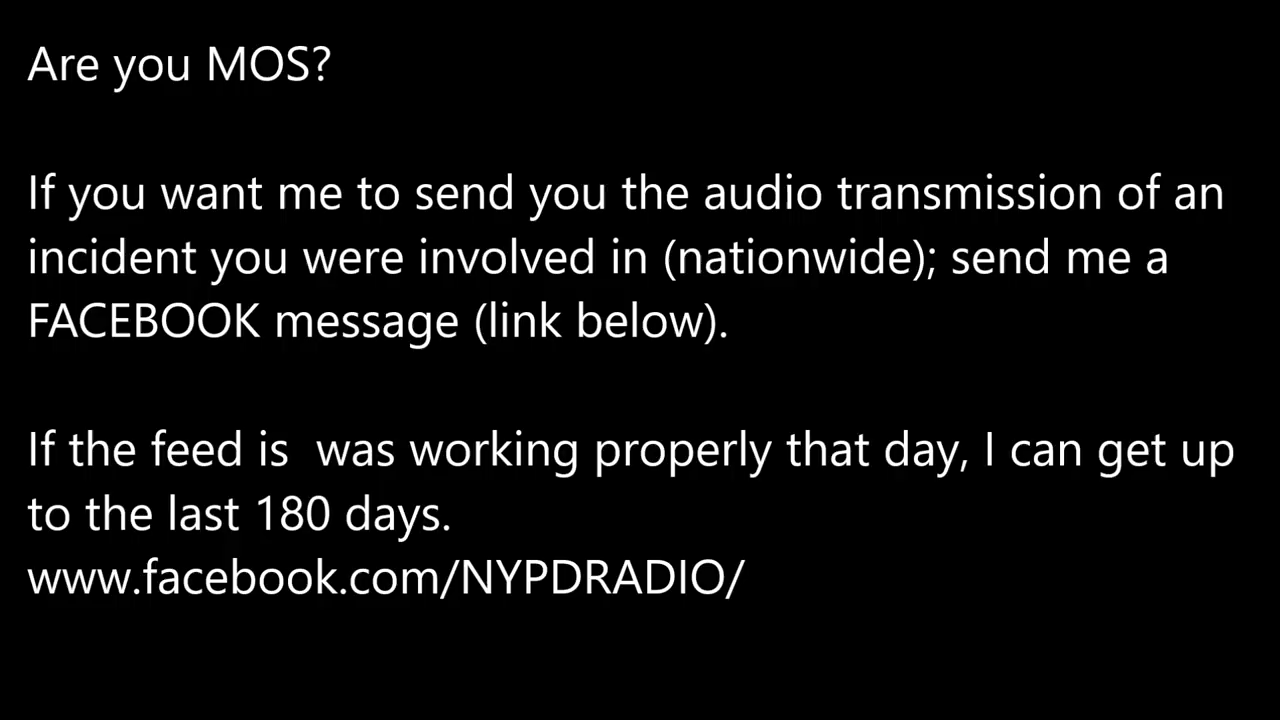 Are you MOS?
If you want me to send you the audio transmission of an
incident you were involved in (nationwide); send me a
FACEBOOK message (link below).
If the feed is  was working properly that day, I can get up
to the last 180 days.
www.facebook.com/NYPDRADIO/